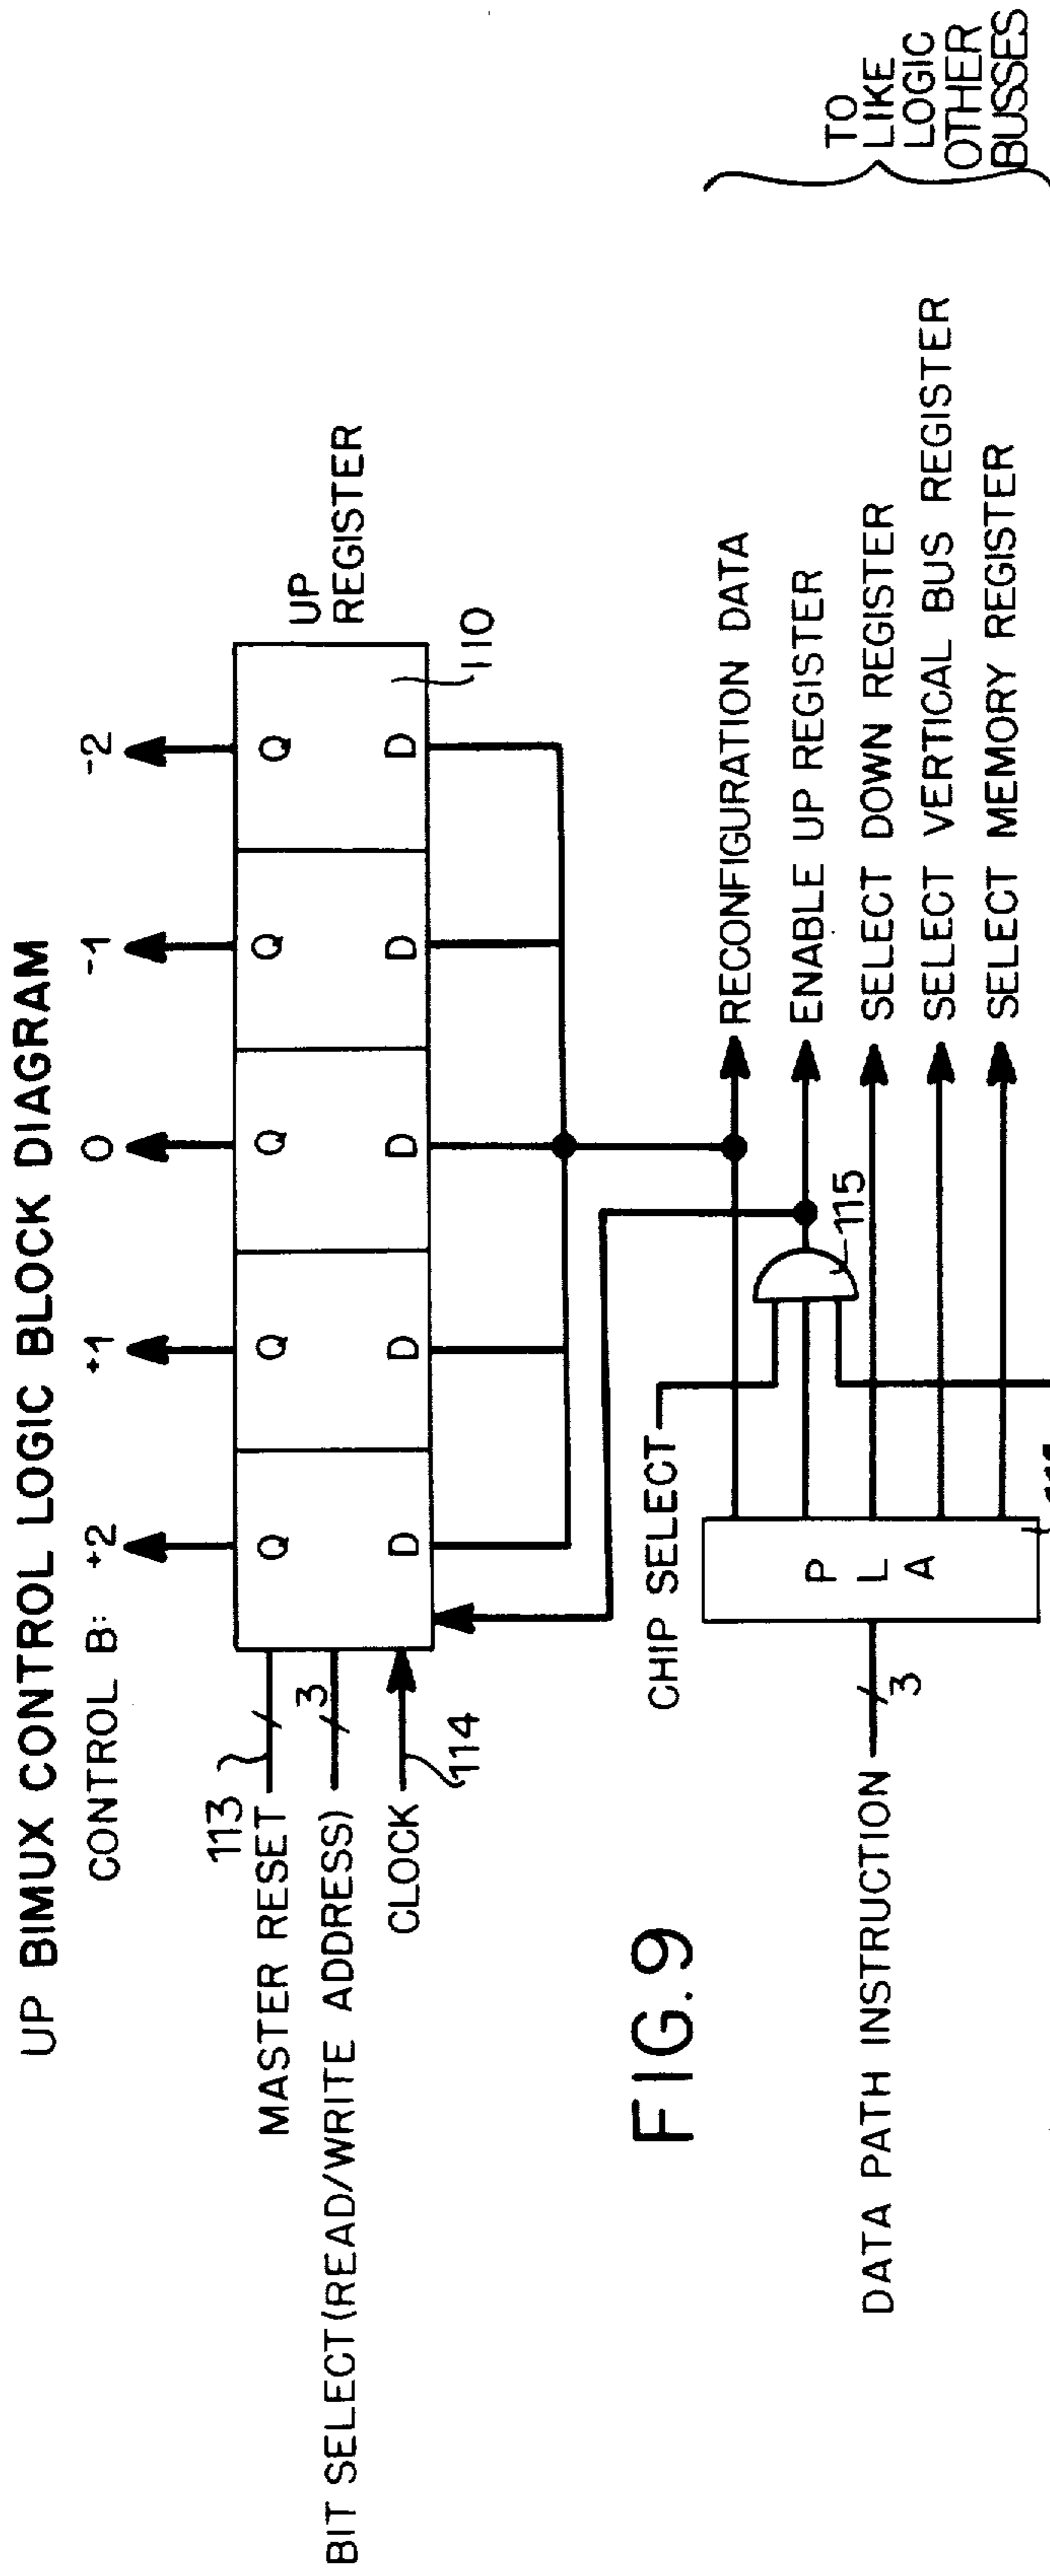 UP BIMUX CONTROL LOGIC BLOCK DIAGRAM
CONTROL B: +2 +1 0 -1 -2
113
MASTER RESET
BIT SELECT (READ/WRITE ADDRESS)
3
CLOCK
114
Q Q Q Q Q
D D D D D
UP
REGISTER
110
FIG.9
CHIP SELECT
115
DATA PATH INSTRUCTION
3
PLA
RECONFIGURATION DATA
ENABLE UP REGISTER
SELECT DOWN REGISTER
SELECT VERTICAL BUS REGISTER
SELECT MEMORY REGISTER
TO
LIKE
LOGIC
OTHER
BUSSES